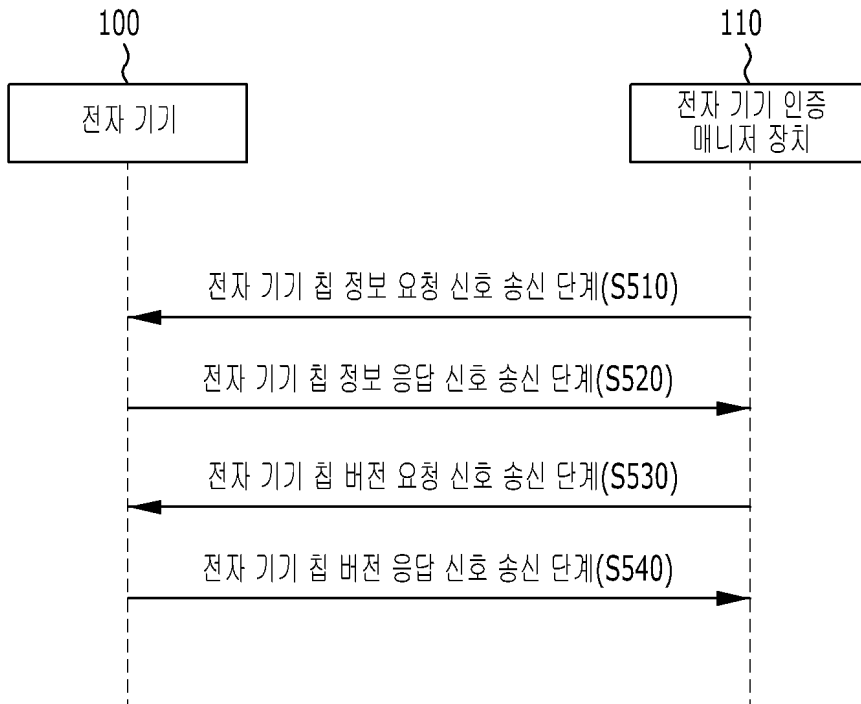 100
110
전자 기기
전자 기기 인증
매니저 장치
전자 기기 칩 정보 요청 신호 송신 단계(S510)
전자 기기 칩 정보 응답 신호 송신 단계(S520)
전자 기기 칩 버전 요청 신호 송신 단계(S530)
전자 기기 칩 버전 응답 신호 송신 단계(S540)